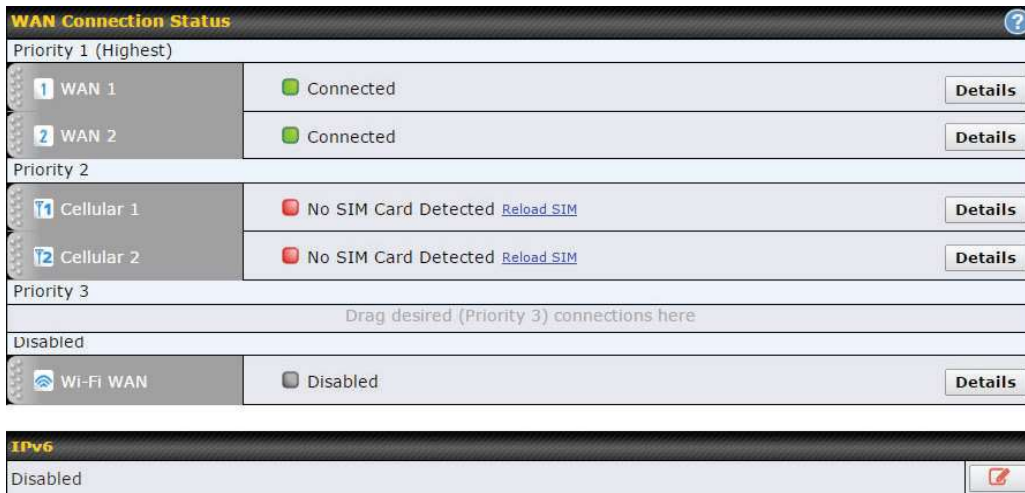 WAN Connection Status ?
Priority 1 (Highest)
1 WAN 1 Connected Details
2 WAN 2 Connected Details
Priority 2
1 Cellular 1 No SIM Card Detected Reload SIM Details
2 Cellular 2 No SIM Card Detected Reload SIM Details
Priority 3
Drag desired (Priority 3) connections here
Disabled
Wi-Fi WAN Disabled Details
IPv6
Disabled